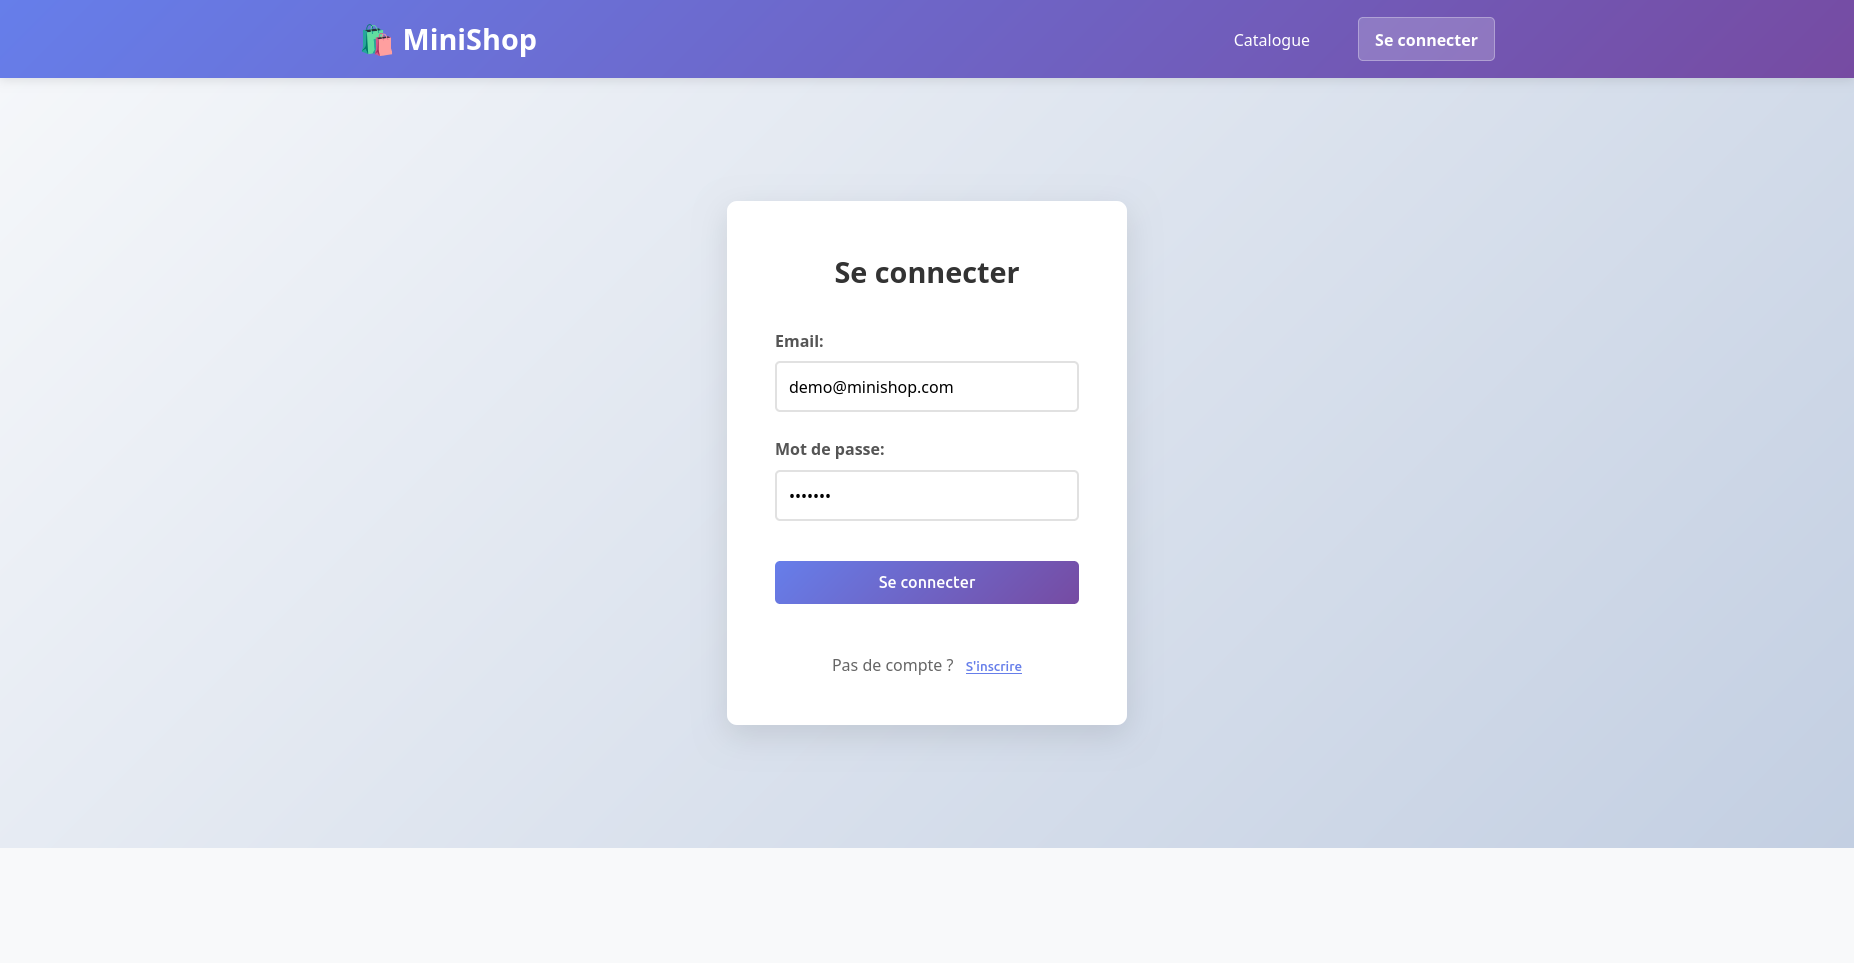 🛍️ MiniShop
Catalogue
Se connecter
Se connecter
Email:
demo@minishop.com
Mot de passe:
•••••••
Se connecter
Pas de compte ? S'inscrire